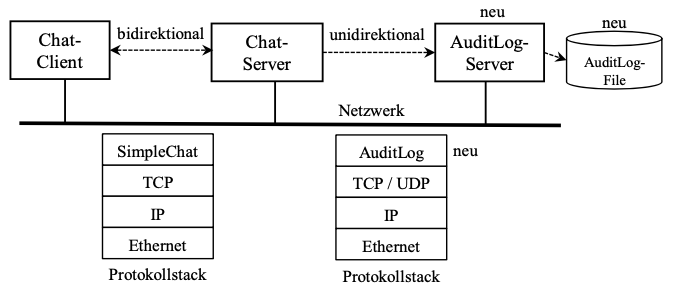 neu
neu
Chat-
Client
bidirektional
Chat-
Server
unidirektional
AuditLog-
Server
AuditLog-
File
Netzwerk
SimpleChat
TCP
IP
Ethernet
Protokollstack
AuditLog
neu
TCP / UDP
IP
Ethernet
Protokollstack